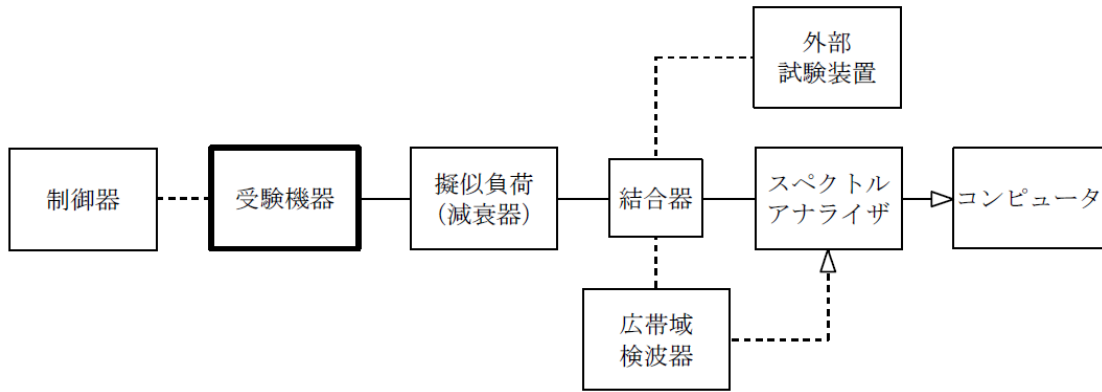 外部
試験装置
制御器
受験機器
擬似負荷
（減衰器）
結合器
スペクトル
アナライザ
コンピュータ
広帯域
検波器